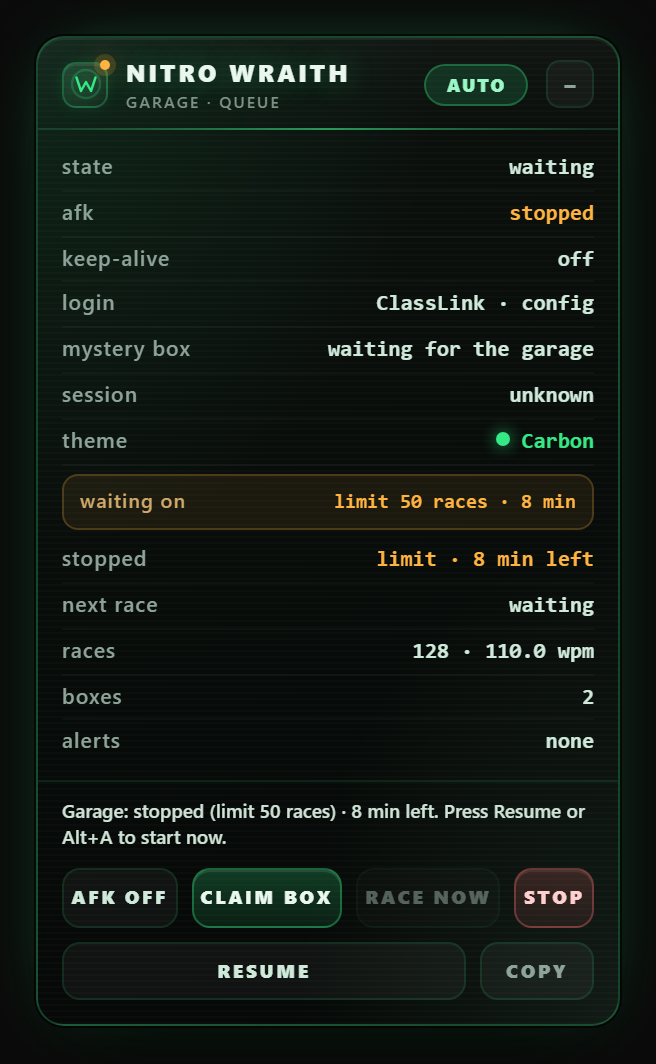 W
NITRO WRAITH
GARAGE · QUEUE
AUTO
–
state waiting
afk stopped
keep-alive off
login ClassLink · config
mystery box waiting for the garage
session unknown
theme Carbon
waiting on limit 50 races · 8 min
stopped limit · 8 min left
next race waiting
races 128 · 110.0 wpm
boxes 2
alerts none
Garage: stopped (limit 50 races) · 8 min left. Press Resume or
Alt+A to start now.
AFK OFF CLAIM BOX RACE NOW STOP
RESUME COPY